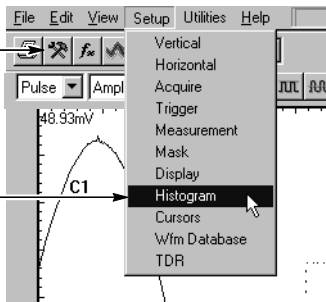 File Edit View Setup Utilities Help
Vertical
Horizontal
Acquire
Trigger
Measurement
Mask
Display
Histogram
Cursors
Wfm Database
TDR
fx
Pulse Ampl
48.93mV
C1